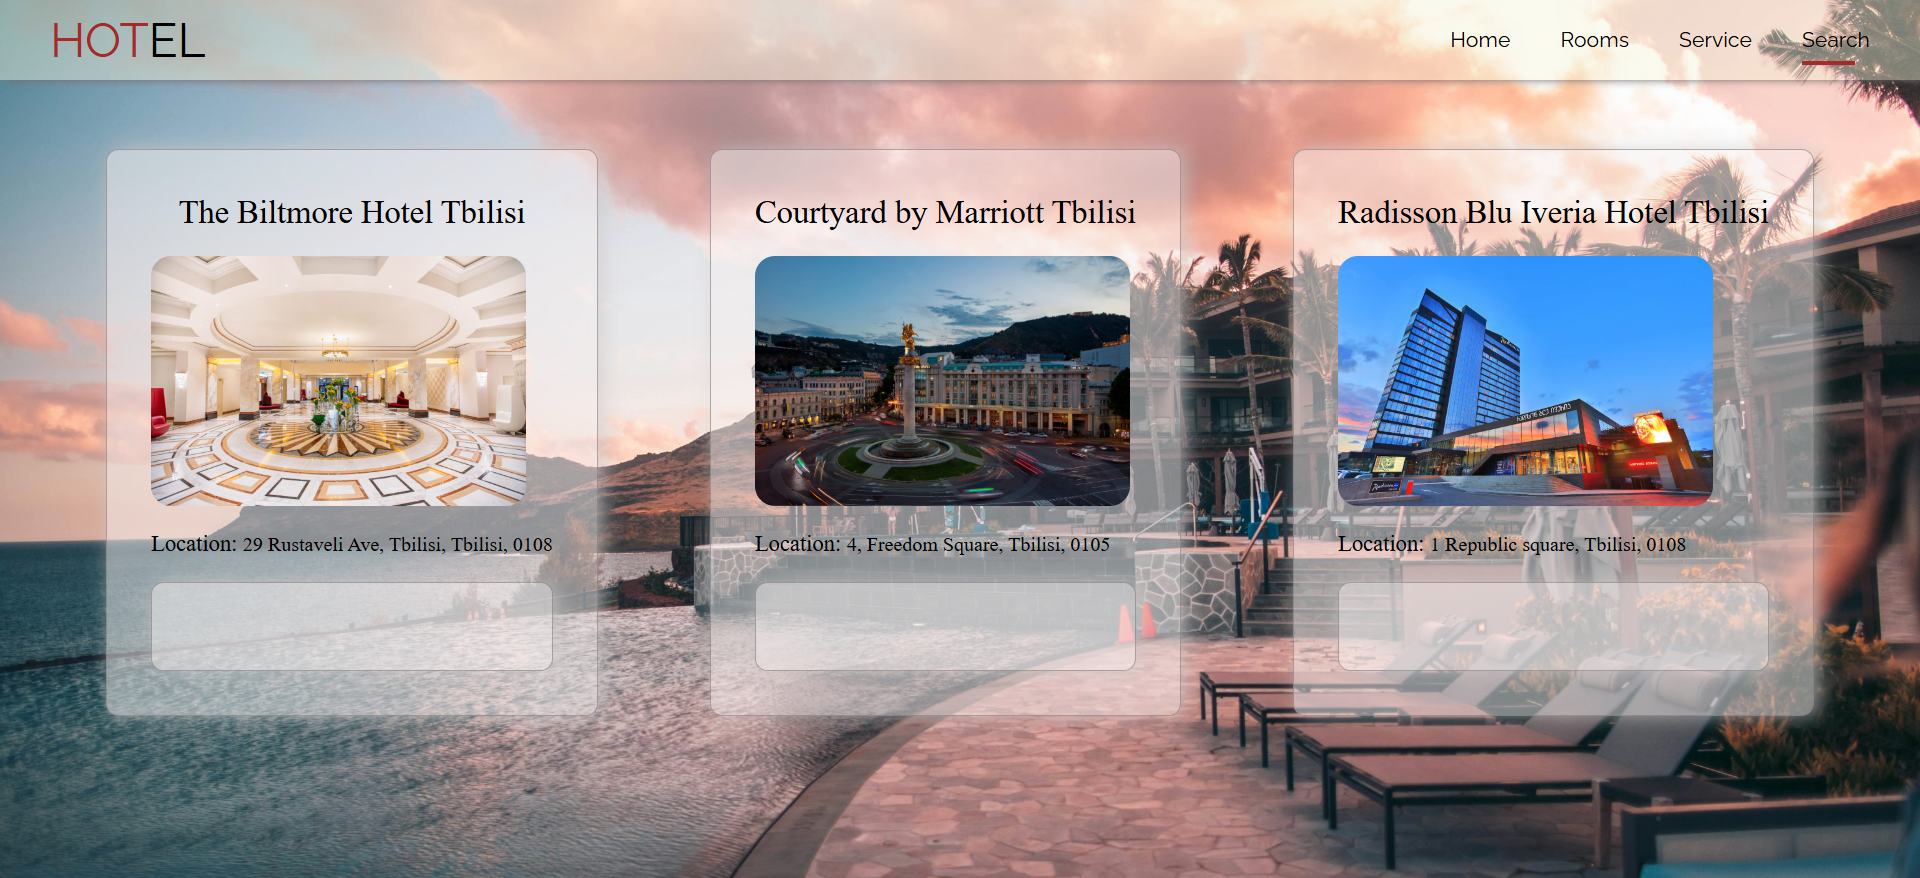 HOTEL
Home
Rooms
Service
Search
The Biltmore Hotel Tbilisi
Courtyard by Marriott Tbilisi
Radisson Blu Iveria Hotel Tbilisi
Location: 29 Rustaveli Ave, Tbilisi, Tbilisi, 0108
Location: 4, Freedom Square, Tbilisi, 0105
Location: 1 Republic square, Tbilisi, 0108